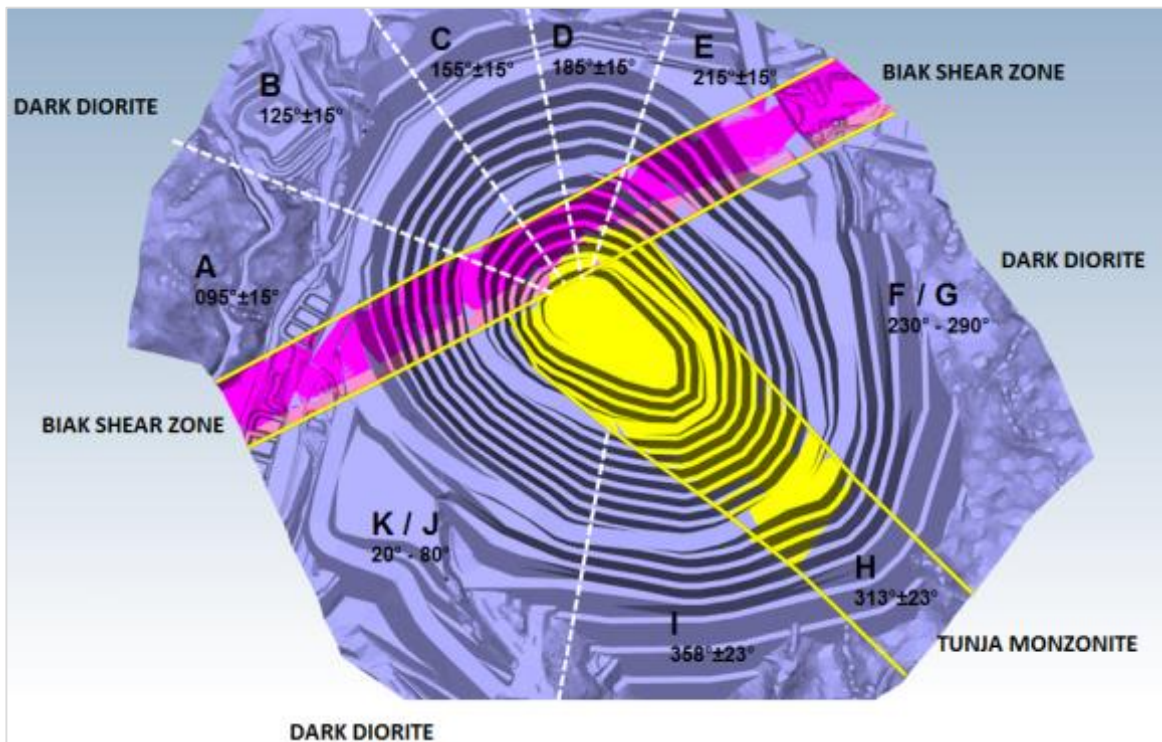 C
155°±15°
D
185°±15°
E
215°±15°
BIAK SHEAR ZONE
B
125°±15°
DARK DIORITE
A
095°±15°
DARK DIORITE
F / G
230° - 290°
BIAK SHEAR ZONE
K / J
20° - 80°
H
313°±23°
I
358°±23°
TUNJA MONZONITE
DARK DIORITE